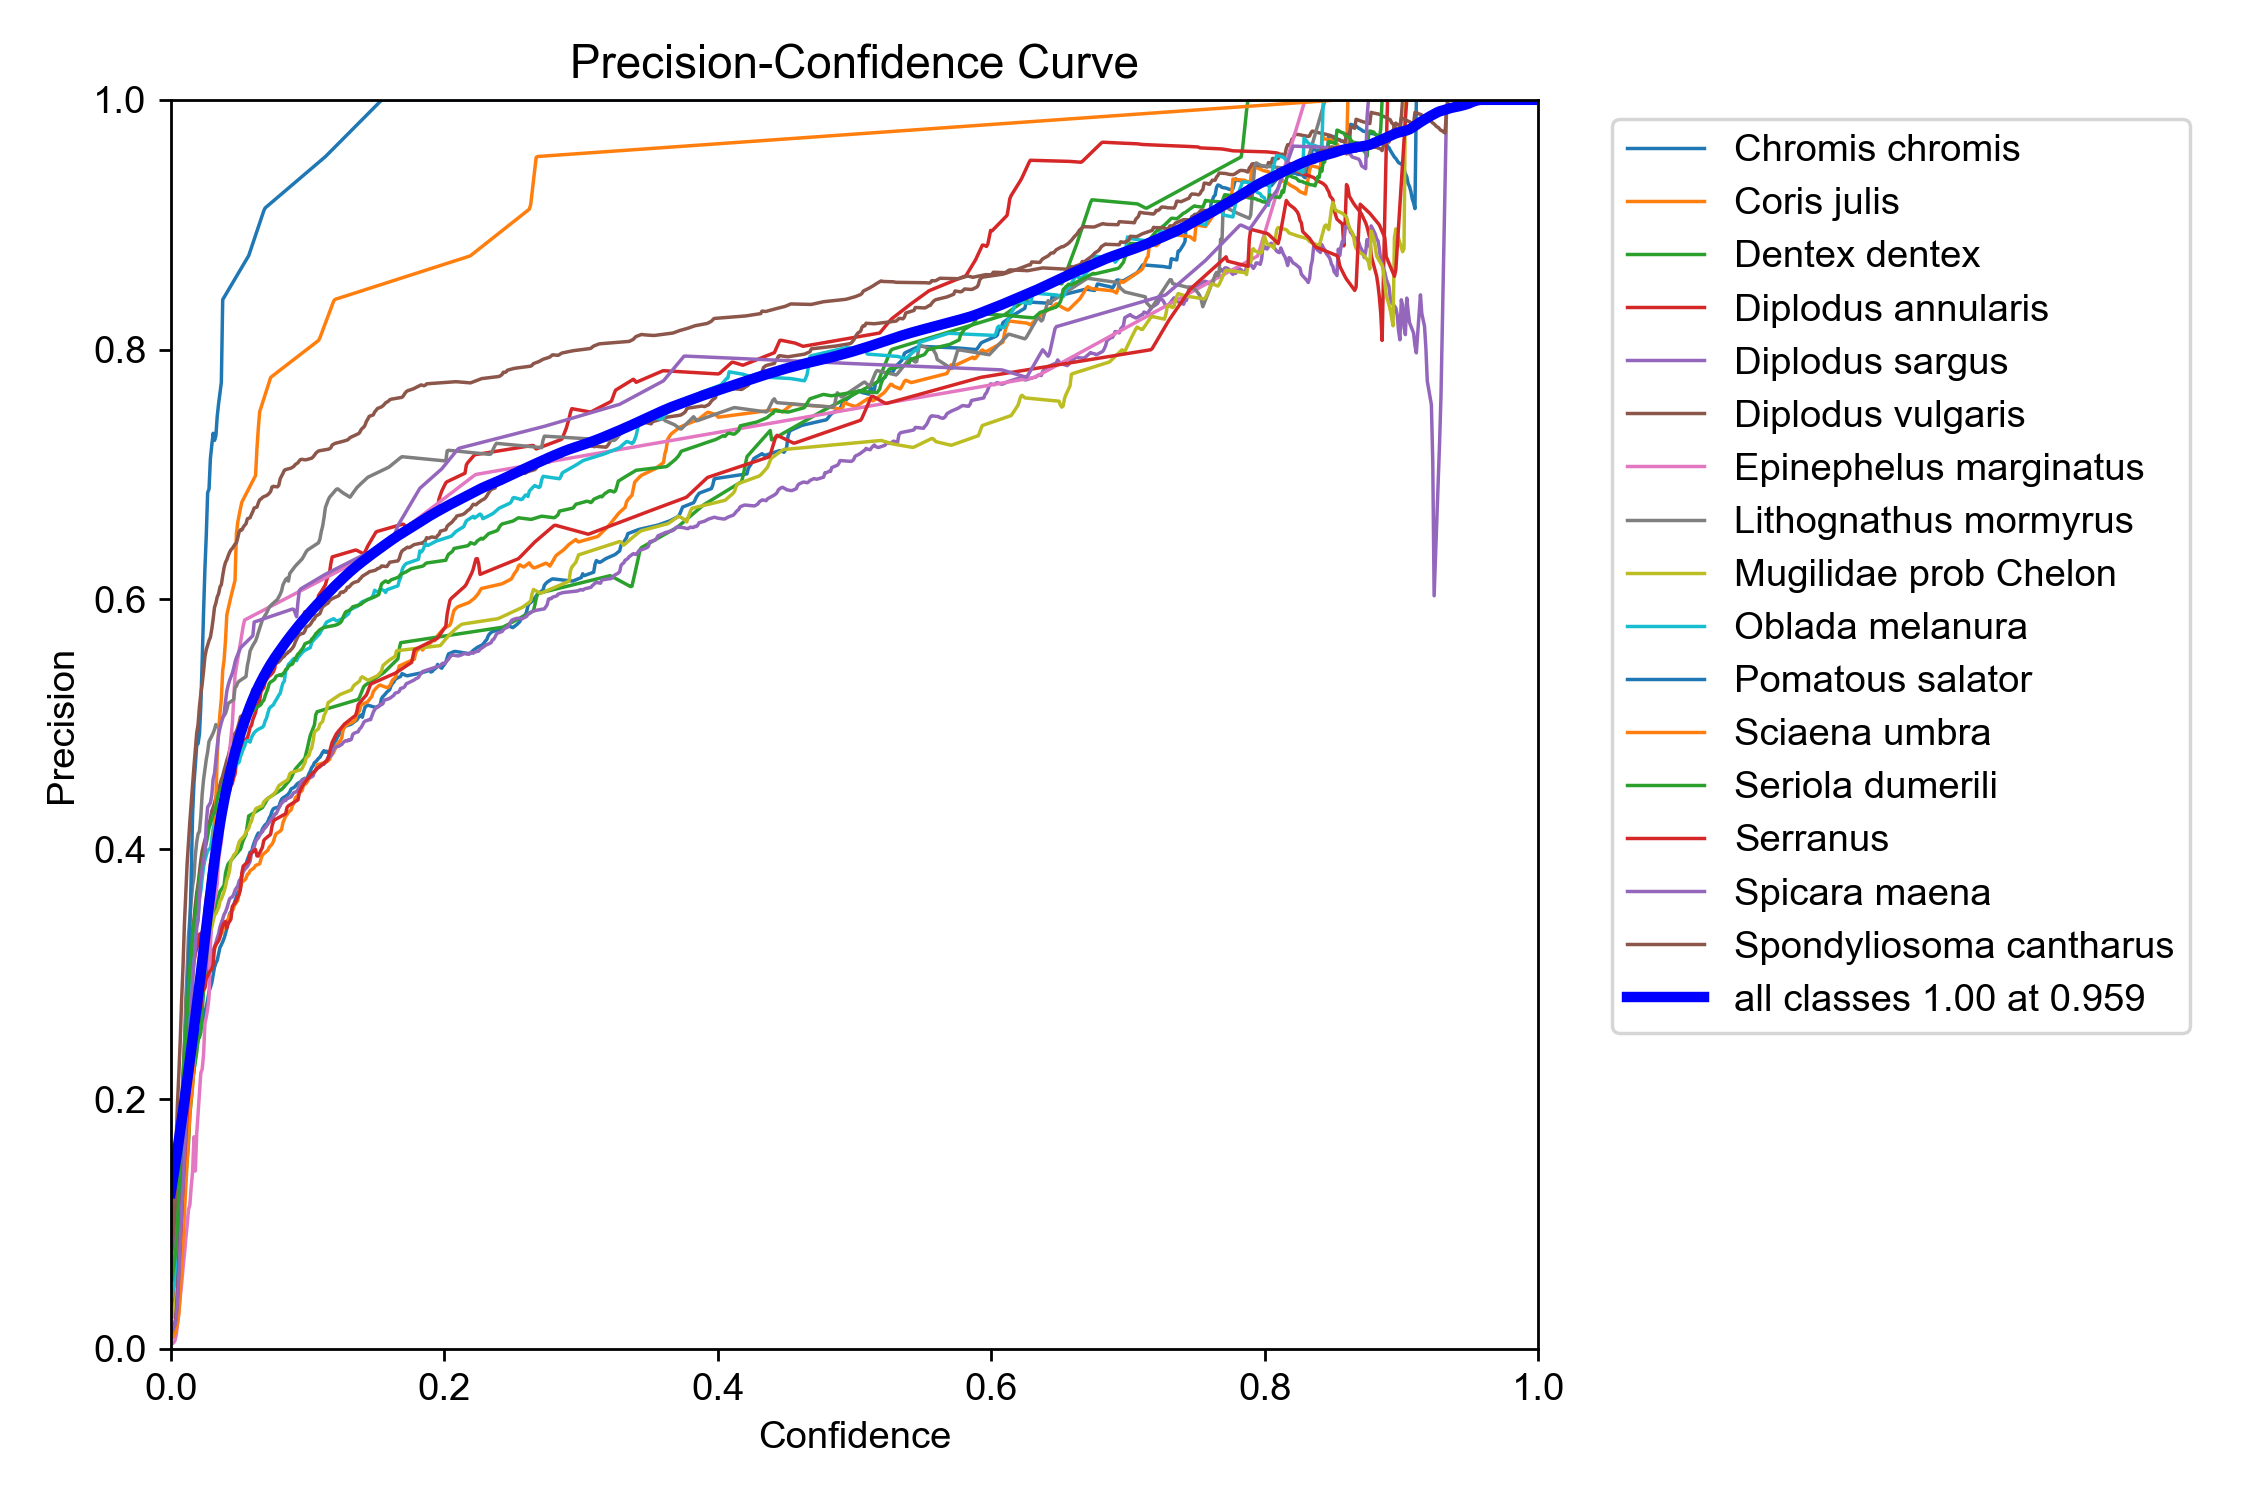 Precision-Confidence Curve
1.0
0.8
0.6
0.4
0.2
0.0
Precision
0.0 0.2 0.4 0.6 0.8 1.0
Confidence
Chromis chromis
Coris julis
Dentex dentex
Diplodus annularis
Diplodus sargus
Diplodus vulgaris
Epinephelus marginatus
Lithognathus mormyrus
Mugilidae prob Chelon
Oblada melanura
Pomatous salator
Sciaena umbra
Seriola dumerili
Serranus
Spicara maena
Spondyliosoma cantharus
all classes 1.00 at 0.959